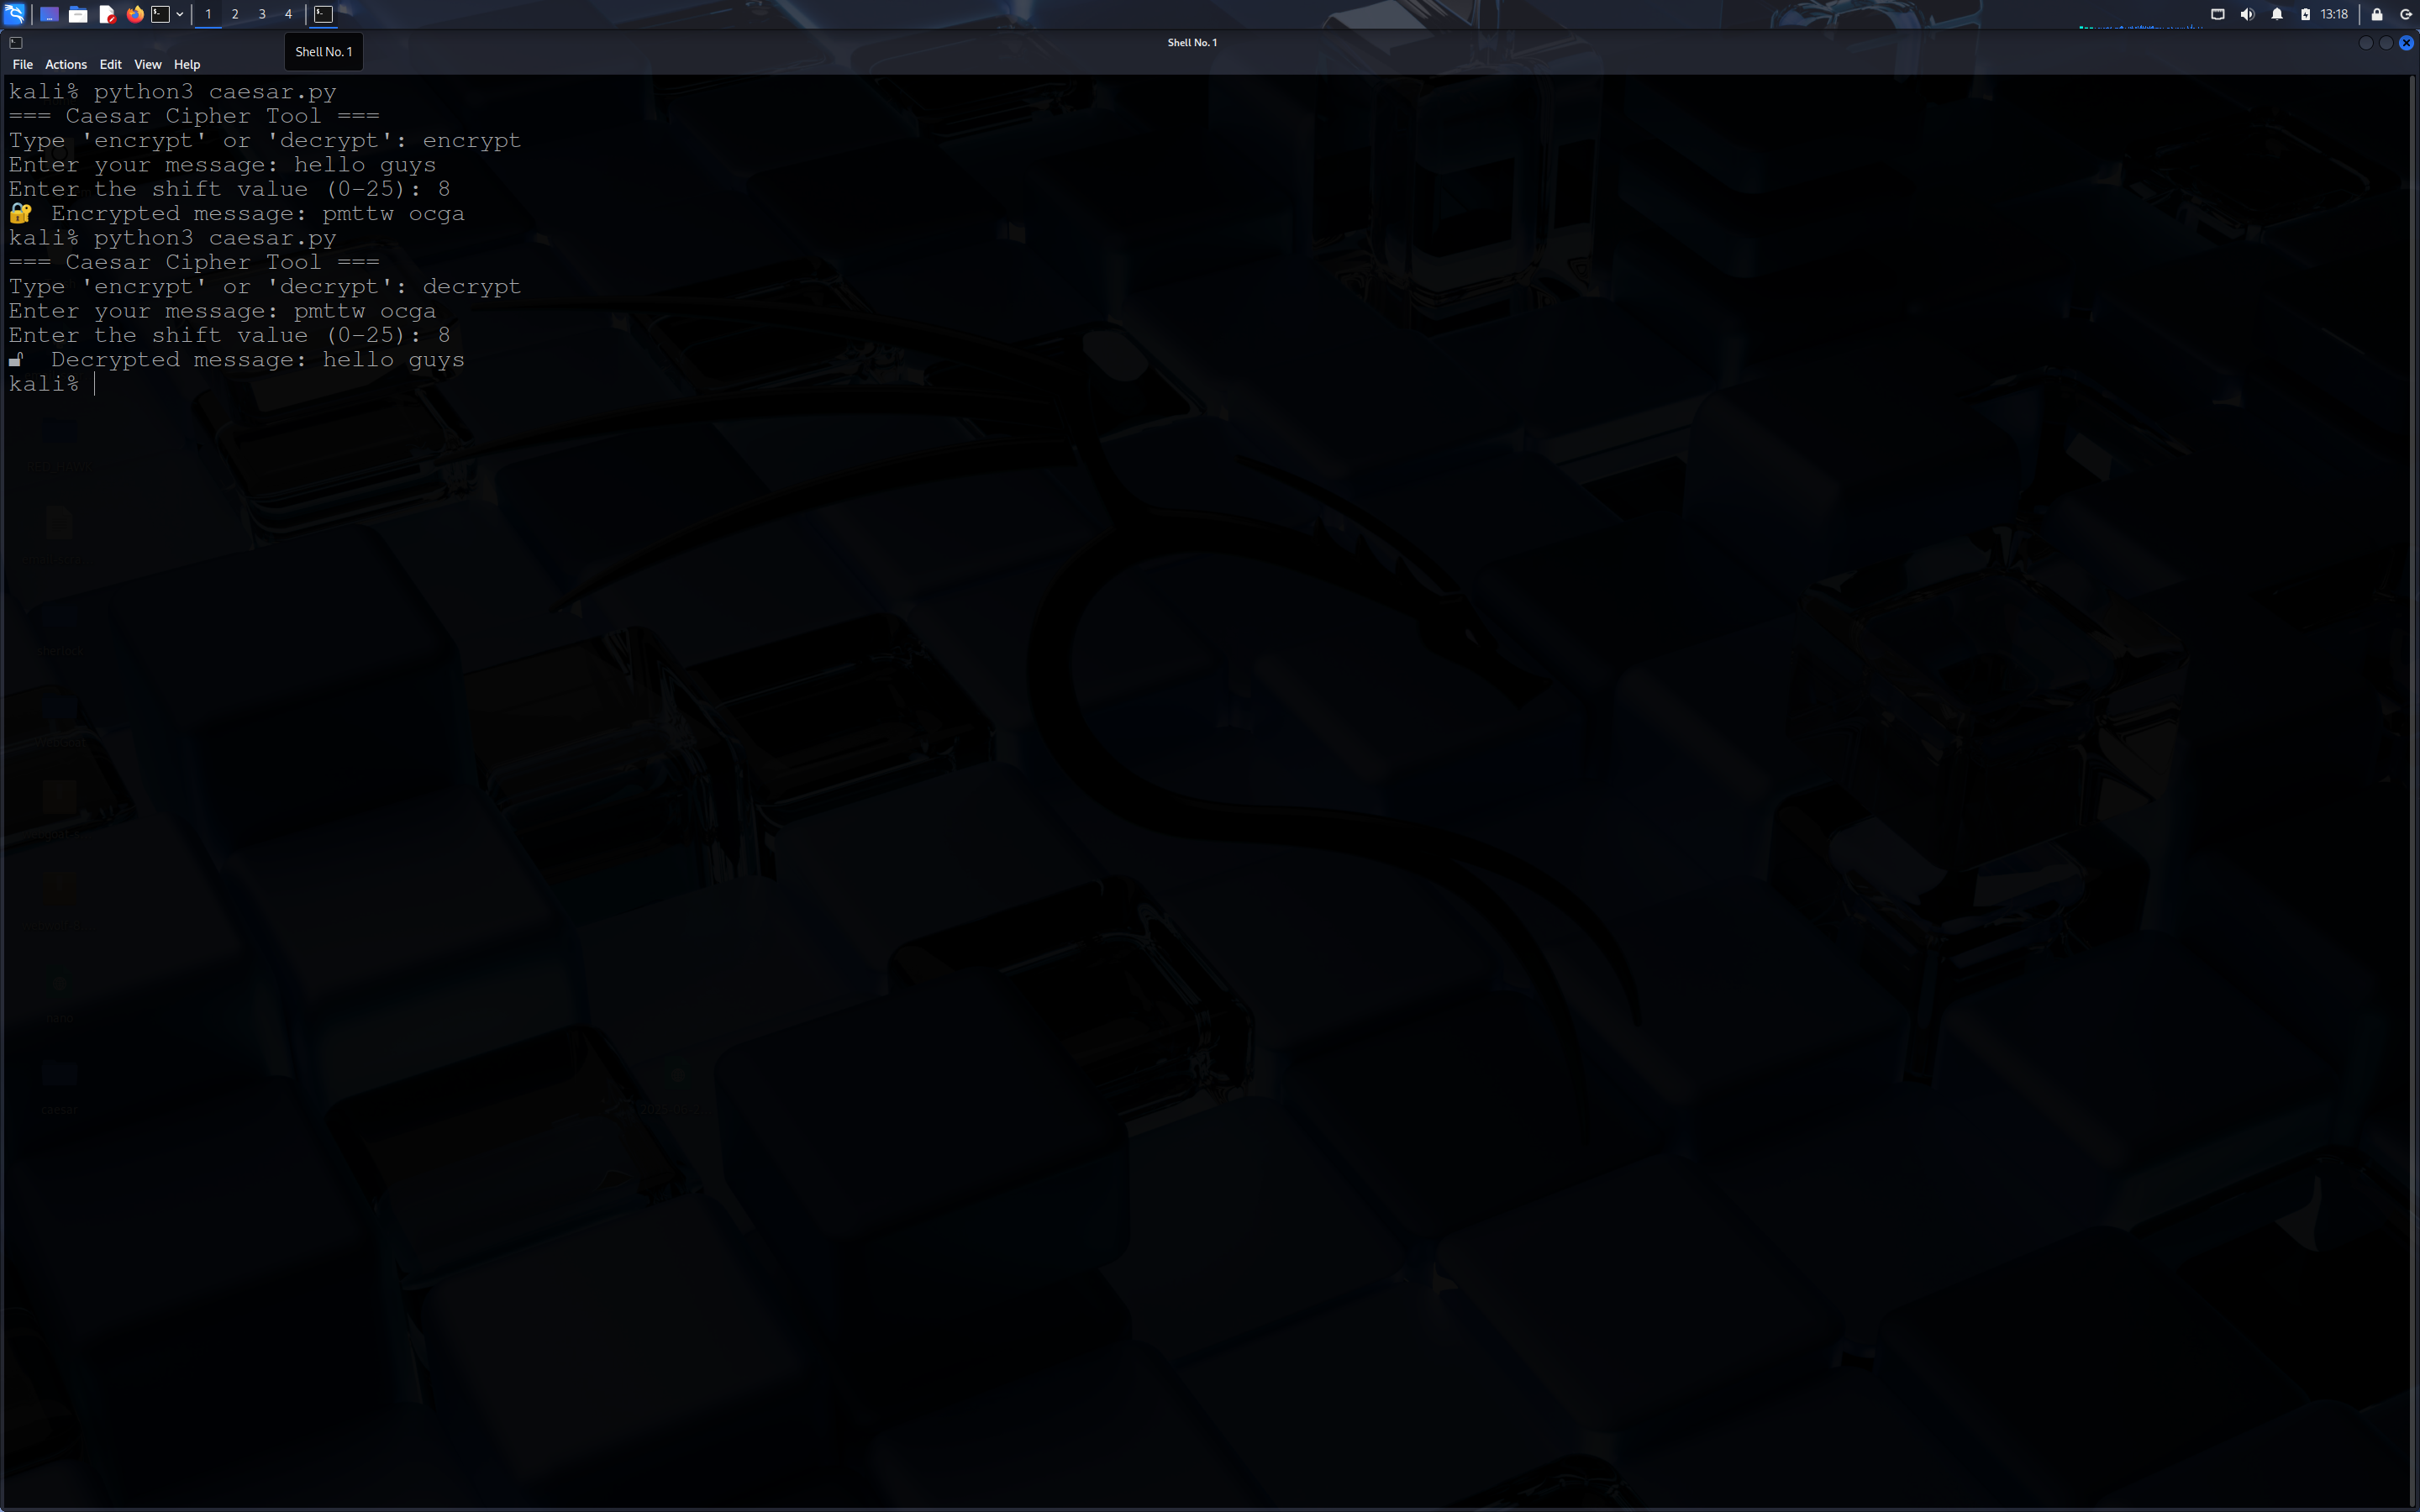 1 2 3 4 13:18
Shell No. 1
Shell No. 1
File Actions Edit View Help
kali% python3 caesar.py
=== Caesar Cipher Tool ===
Type 'encrypt' or 'decrypt': encrypt
Enter your message: hello guys
Enter the shift value (0-25): 8
🔐 Encrypted message: pmttw ocga
kali% python3 caesar.py
=== Caesar Cipher Tool ===
Type 'encrypt' or 'decrypt': decrypt
Enter your message: pmttw ocga
Enter the shift value (0-25): 8
🔓 Decrypted message: hello guys
kali%
sherlock
caesar